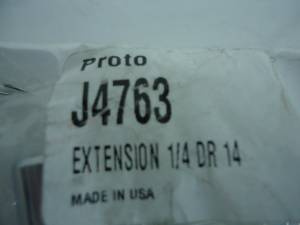 Proto
J4763
EXTENSION 1/4 DR 14
MADE IN USA